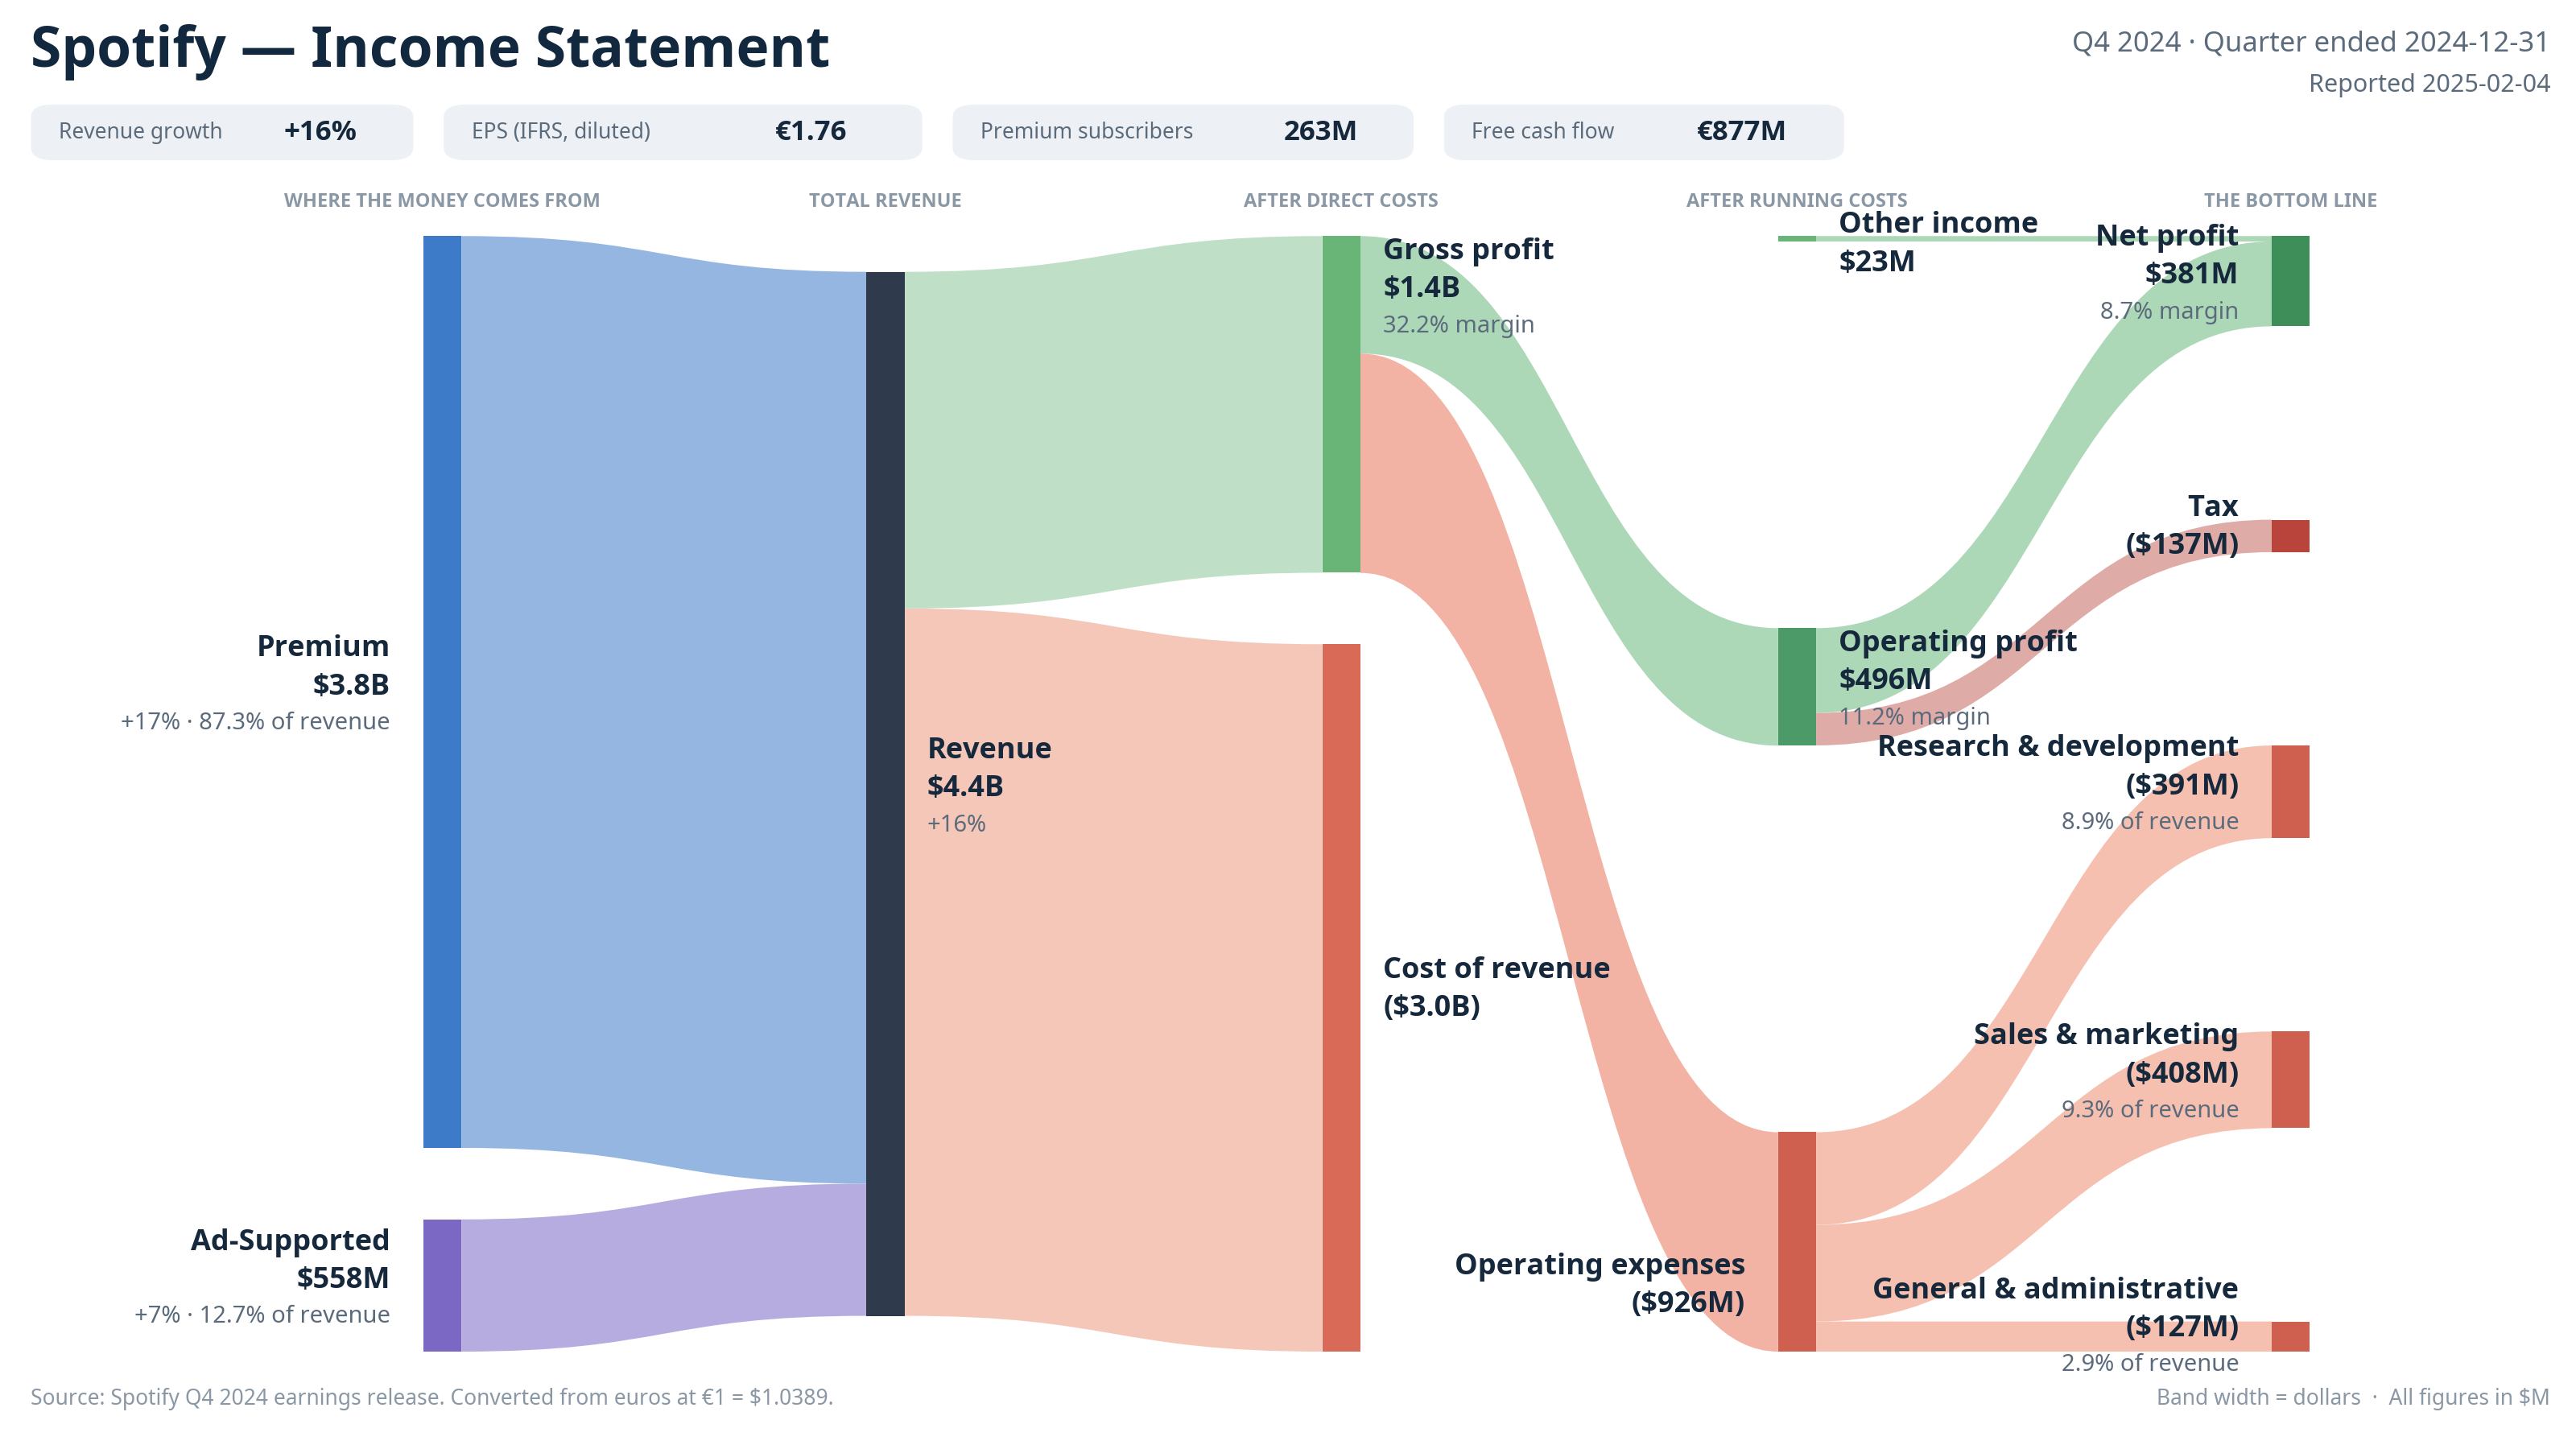 Spotify — Income Statement
Q4 2024 · Quarter ended 2024-12-31
Reported 2025-02-04
Revenue growth +16%
EPS (IFRS, diluted) €1.76
Premium subscribers 263M
Free cash flow €877M
WHERE THE MONEY COMES FROM
TOTAL REVENUE
AFTER DIRECT COSTS
AFTER RUNNING COSTS
THE BOTTOM LINE
Premium
$3.8B
+17% · 87.3% of revenue
Ad-Supported
$558M
+7% · 12.7% of revenue
Revenue
$4.4B
+16%
Gross profit
$1.4B
32.2% margin
Cost of revenue
($3.0B)
Other income
$23M
Operating profit
$496M
11.2% margin
Operating expenses
($926M)
Net profit
$381M
8.7% margin
Tax
($137M)
Research & development
($391M)
8.9% of revenue
Sales & marketing
($408M)
9.3% of revenue
General & administrative
($127M)
2.9% of revenue
Source: Spotify Q4 2024 earnings release. Converted from euros at €1 = $1.0389.
Band width = dollars · All figures in $M